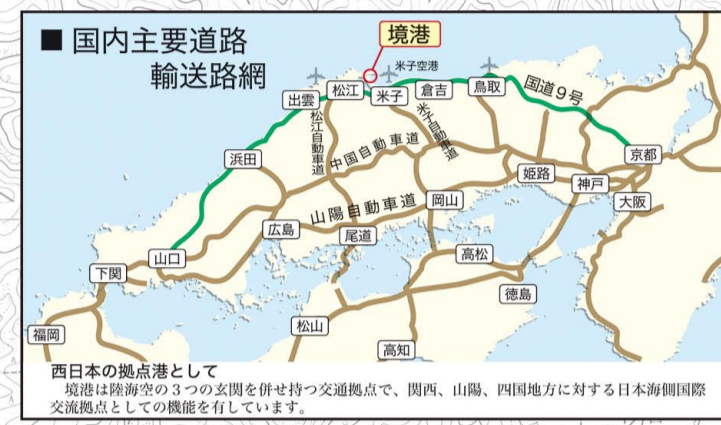 ■ 国内主要道路
輸送路網
境港
米子空港
出雲
松江
米子
倉吉
鳥取
国道9号
松江自動車道
米子自動車道
中国自動車道
浜田
京都
姫路
神戸
大阪
山陽自動車道
岡山
広島
尾道
山口
下関
高松
徳島
福岡
松山
高知
西日本の拠点港として
境港は陸海空の3つの玄関を併せ持つ交通拠点で、関西、山陽、四国地方に対する日本海側国際
交流拠点としての機能を有しています。